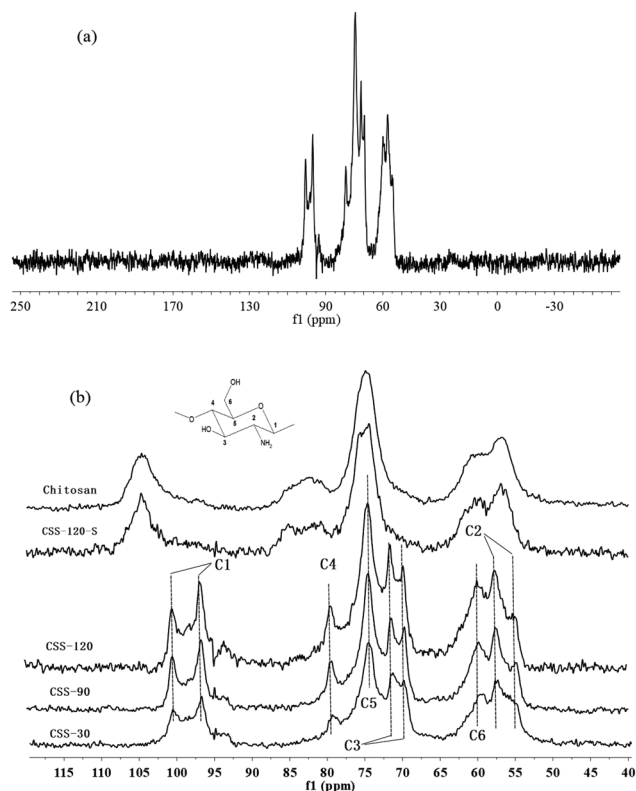 (a)
250 210 170 130 90 60 30 0 -30
f1 (ppm)
(b)
OH
6
4
O
5
2
1
O
HO
3
NH2
Chitosan
CSS-120-S
C1
C4
C2
CSS-120
CSS-90
C5
CSS-30
C3
C6
115 110 105 100 95 90 85 80 75 70 65 60 55 50 45 40
f1 (ppm)